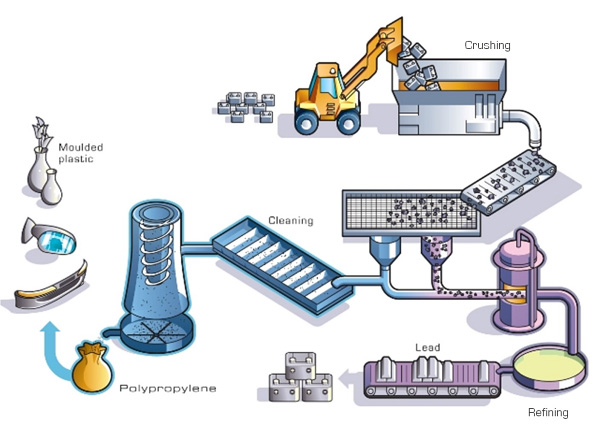 Crushing
Moulded
plastic
Cleaning
Lead
Polypropylene
Refining